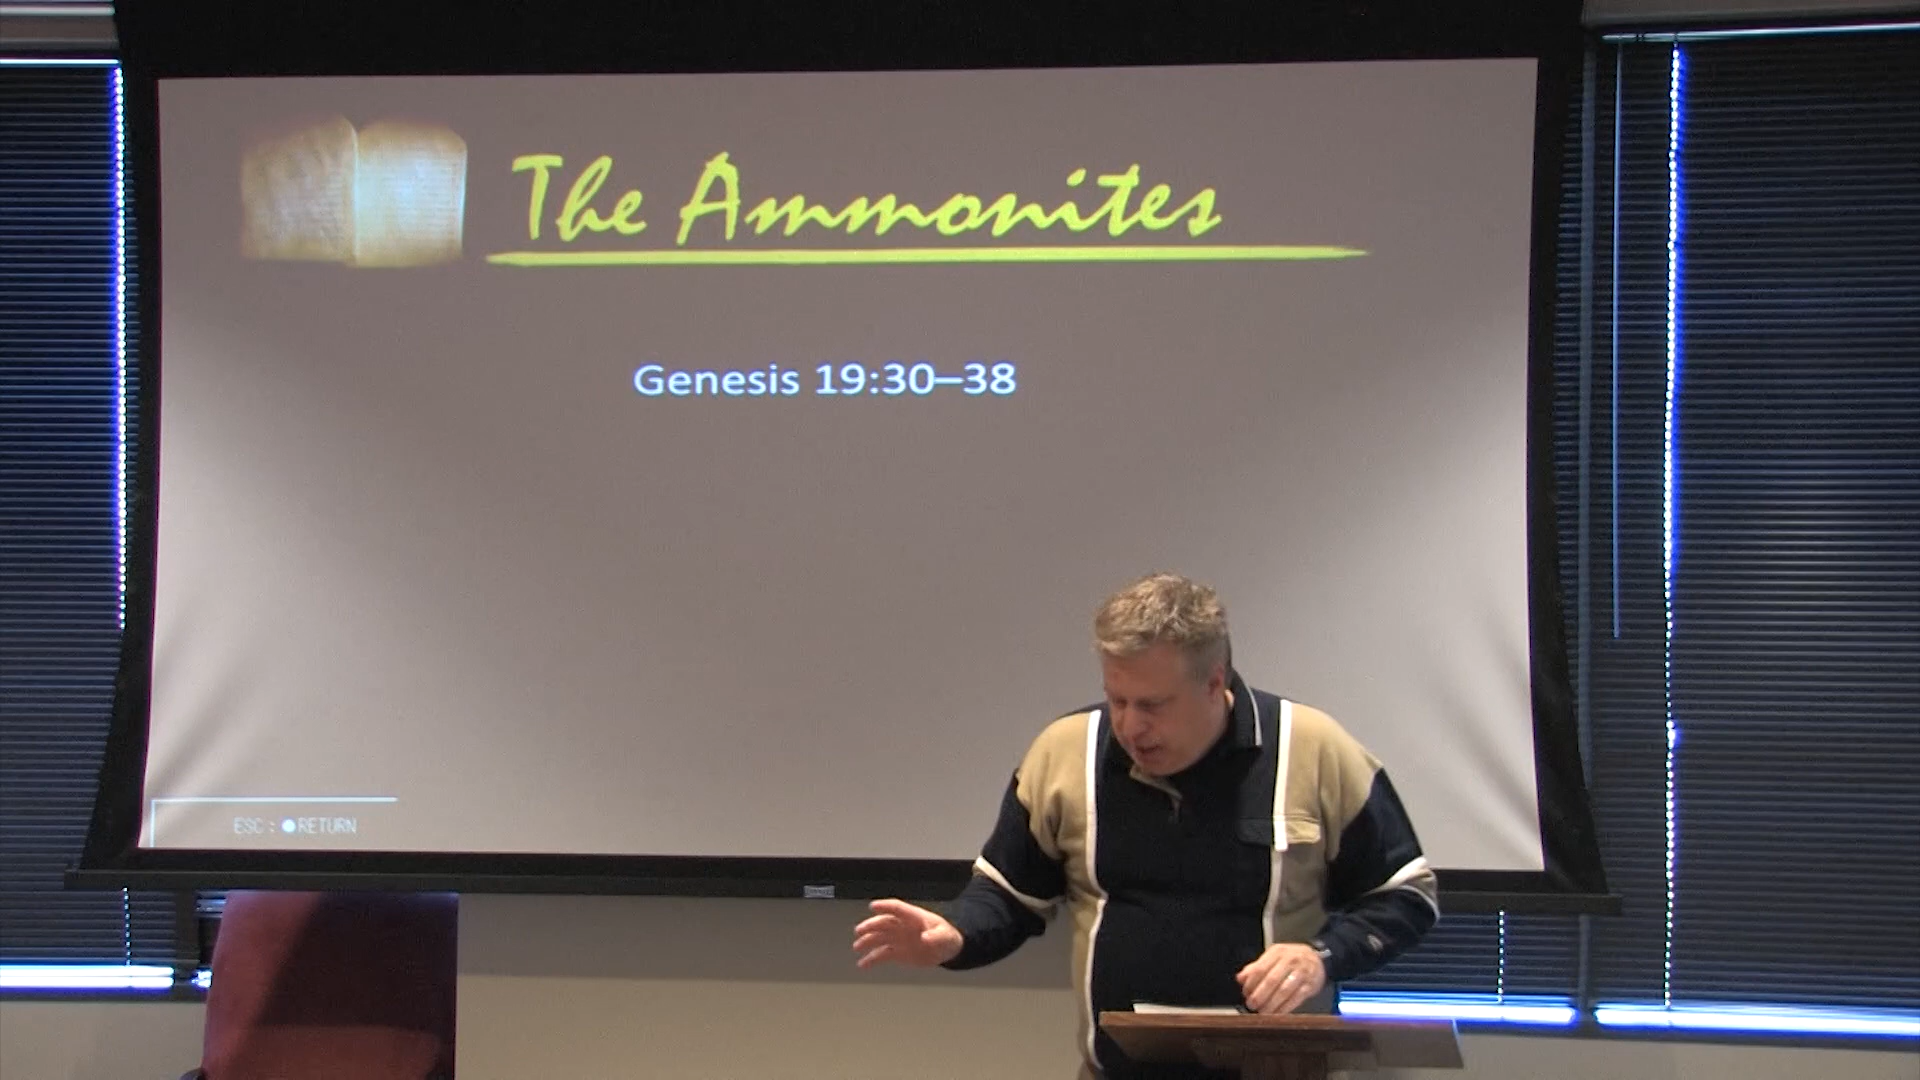 The Ammonites
Genesis 19:30–38
ESC : ●RETURN